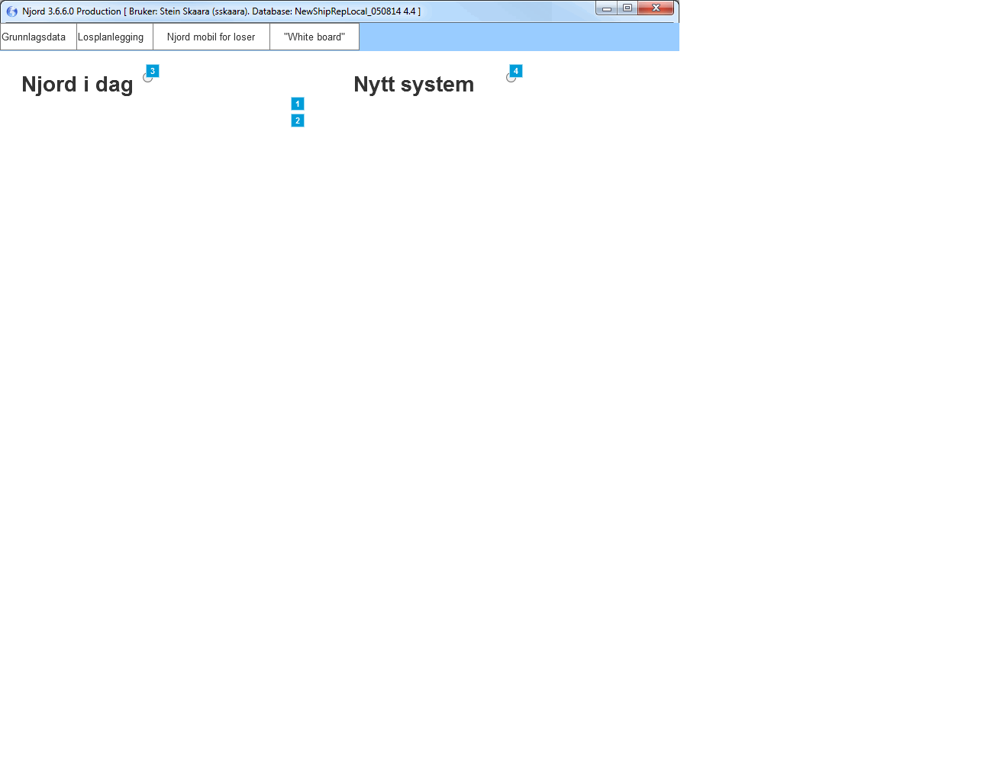 Njord 3.6.6.0 Production [ Bruker: Stein Skaara (sskaara). Database: NewShipRepLocal_050814 4.4 ]
Grunnlagsdata Losplanlegging Njord mobil for loser "White board"
Njord i dag 3 Nytt system 4
1
2